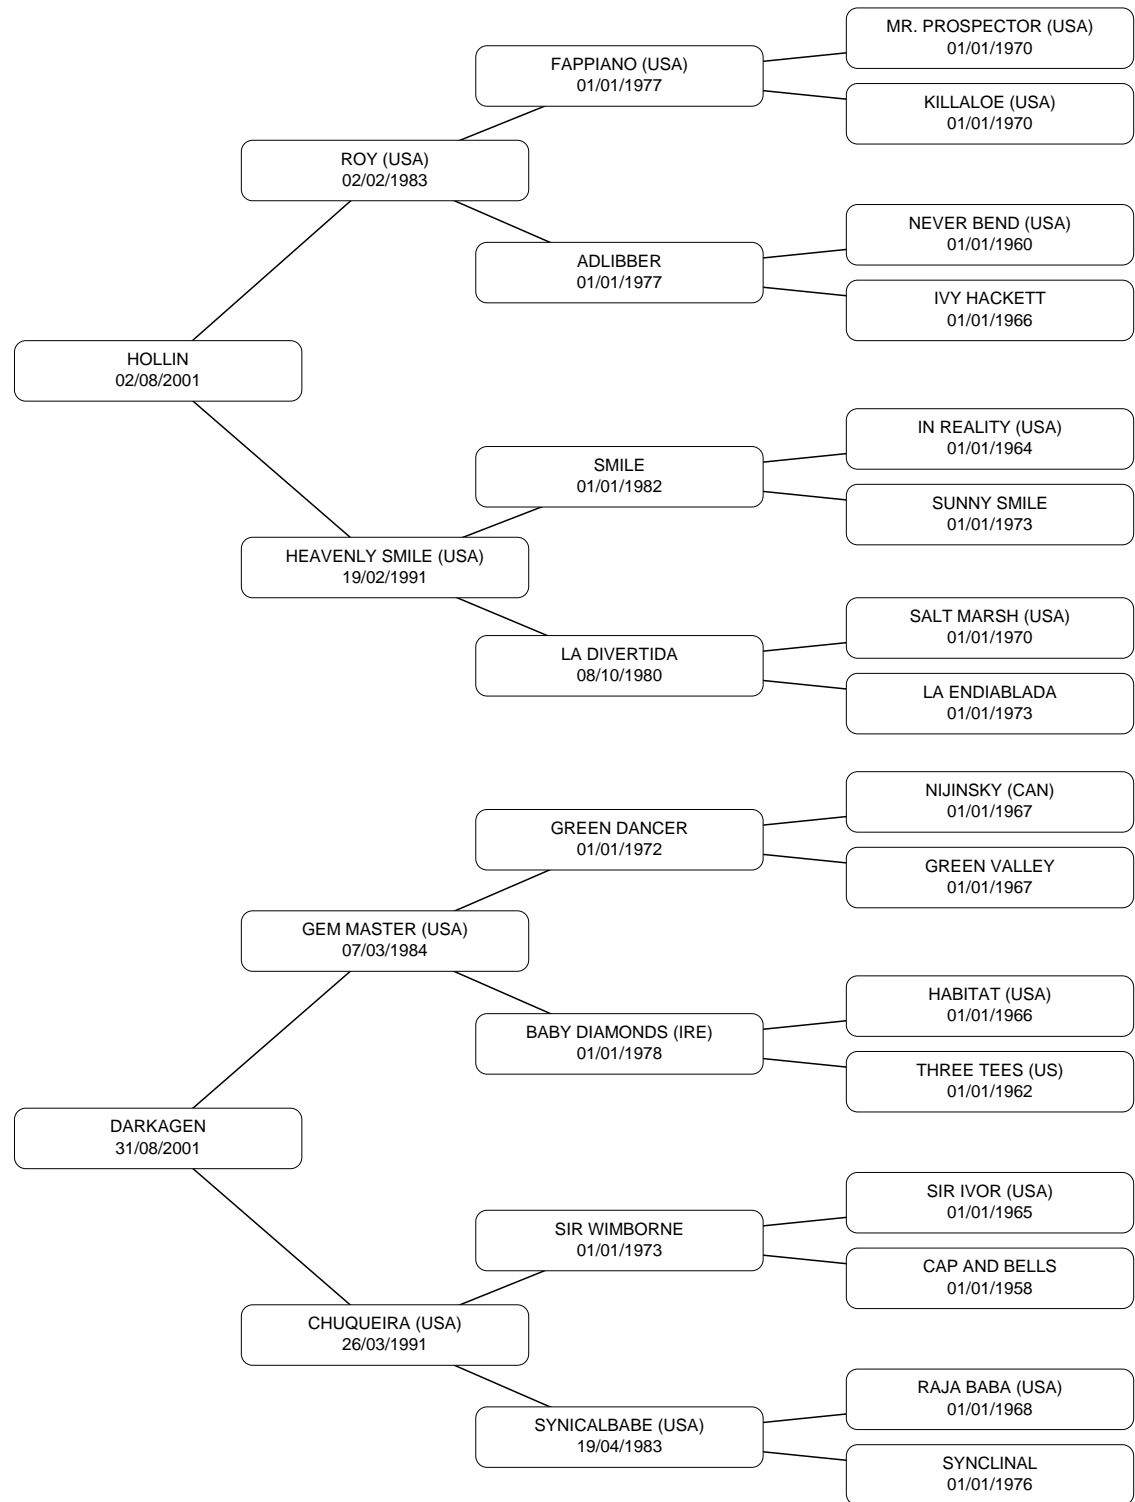 MR. PROSPECTOR (USA)
01/01/1970
FAPPIANO (USA)
01/01/1977
KILLALOE (USA)
01/01/1970
ROY (USA)
02/02/1983
NEVER BEND (USA)
01/01/1960
ADLIBBER
01/01/1977
IVY HACKETT
01/01/1966
HOLLIN
02/08/2001
IN REALITY (USA)
01/01/1964
SMILE
01/01/1982
SUNNY SMILE
01/01/1973
HEAVENLY SMILE (USA)
19/02/1991
SALT MARSH (USA)
01/01/1970
LA DIVERTIDA
08/10/1980
LA ENDIABLADA
01/01/1973
NIJINSKY (CAN)
01/01/1967
GREEN DANCER
01/01/1972
GREEN VALLEY
01/01/1967
GEM MASTER (USA)
07/03/1984
HABITAT (USA)
01/01/1966
BABY DIAMONDS (IRE)
01/01/1978
THREE TEES (US)
01/01/1962
DARKAGEN
31/08/2001
SIR IVOR (USA)
01/01/1965
SIR WIMBORNE
01/01/1973
CAP AND BELLS
01/01/1958
CHUQUEIRA (USA)
26/03/1991
RAJA BABA (USA)
01/01/1968
SYNICALBABE (USA)
19/04/1983
SYNCLINAL
01/01/1976